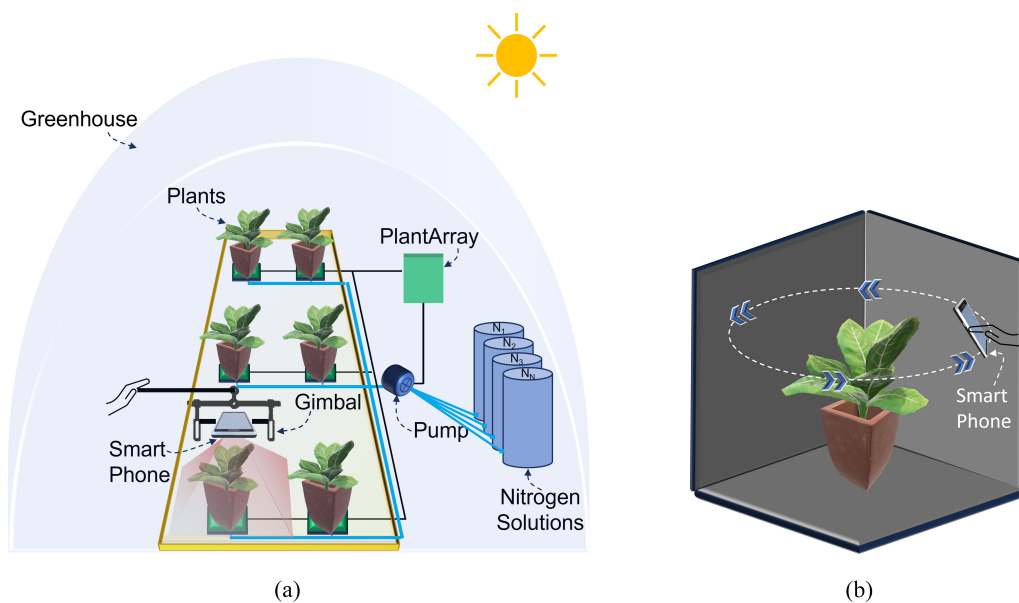 Greenhouse
Plants
PlantArray
N1
N2
N3
NN
Gimbal
Pump
Smart
Phone
Nitrogen
Solutions
Smart
Phone
(a)
(b)